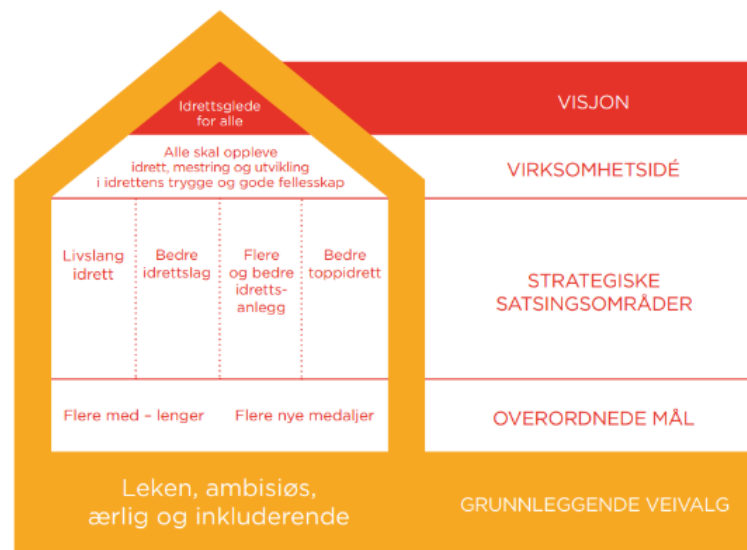 Idrettsglede
for alle
VISJON
Alle skal oppleve
idrett, mestring og utvikling
i idrettens trygge og gode fellesskap
VIRKSOMHETSIDÉ
Livslang
idrett
Bedre
idrettslag
Flere
og bedre
idretts-
anlegg
Bedre
toppidrett
STRATEGISKE
SATSINGSOMRÅDER
Flere med – lenger
Flere nye medaljer
OVERORDNEDE MÅL
Leken, ambisiøs,
ærlig og inkluderende
GRUNNLEGGENDE VEIVALG